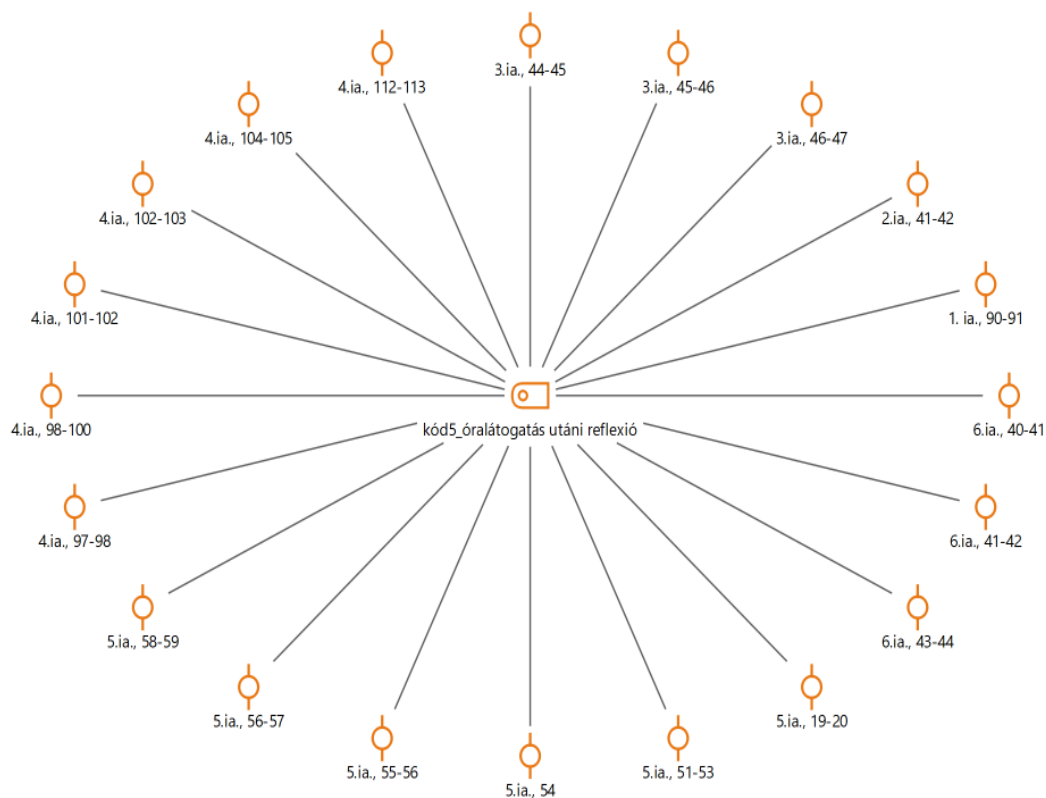 3.ia., 44-45
4.ia., 112-113
3.ia., 45-46
4.ia., 104-105
3.ia., 46-47
4.ia., 102-103
2.ia., 41-42
4.ia., 101-102
1. ia., 90-91
4.ia., 98-100
kód5_óralátogatás utáni reflexió
6.ia., 40-41
4.ia., 97-98
6.ia., 41-42
5.ia., 58-59
6.ia., 43-44
5.ia., 56-57
5.ia., 19-20
5.ia., 55-56
5.ia., 54
5.ia., 51-53